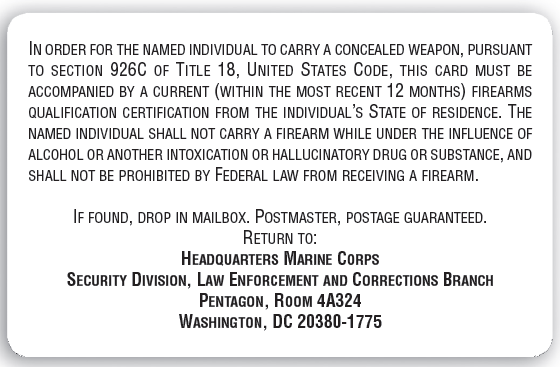 IN ORDER FOR THE NAMED INDIVIDUAL TO CARRY A CONCEALED WEAPON, PURSUANT
TO SECTION 926C OF TITLE 18, UNITED STATES CODE, THIS CARD MUST BE
ACCOMPANIED BY A CURRENT (WITHIN THE MOST RECENT 12 MONTHS) FIREARMS
QUALIFICATION CERTIFICATION FROM THE INDIVIDUAL'S STATE OF RESIDENCE. THE
NAMED INDIVIDUAL SHALL NOT CARRY A FIREARM WHILE UNDER THE INFLUENCE OF
ALCOHOL OR ANOTHER INTOXICATION OR HALLUCINATORY DRUG OR SUBSTANCE, AND
SHALL NOT BE PROHIBITED BY FEDERAL LAW FROM RECEIVING A FIREARM.
IF FOUND, DROP IN MAILBOX. POSTMASTER, POSTAGE GUARANTEED.
RETURN TO:
HEADQUARTERS MARINE CORPS
SECURITY DIVISION, LAW ENFORCEMENT AND CORRECTIONS BRANCH
PENTAGON, ROOM 4A324
WASHINGTON, DC 20380-1775